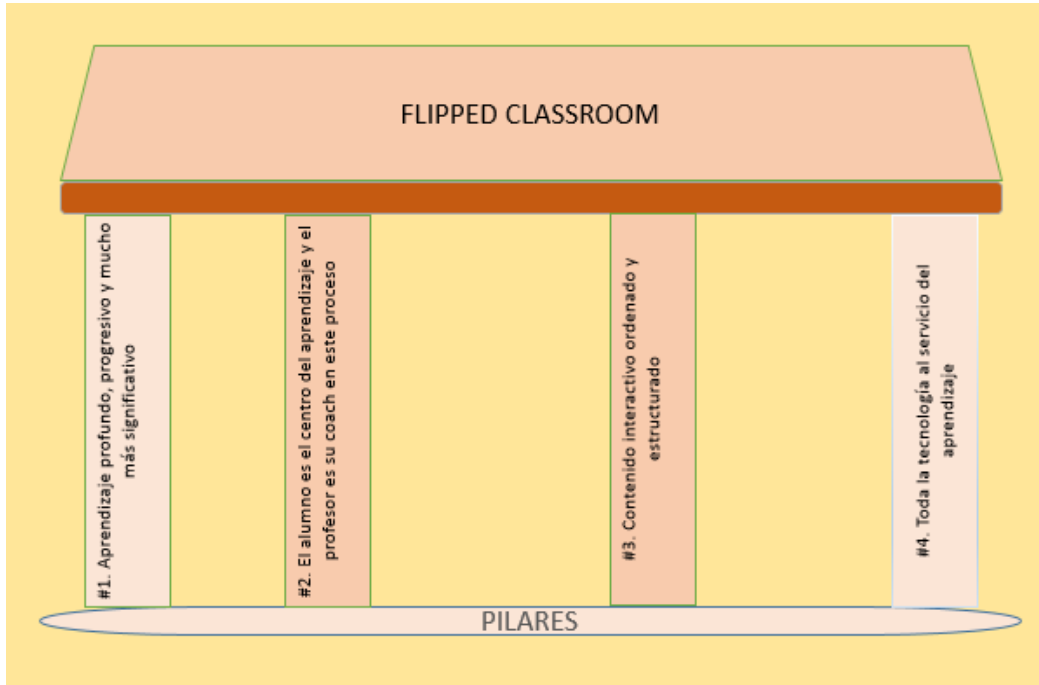 FLIPPED CLASSROOM
#1. Aprendizaje profundo, progresivo y mucho
más significativo
#2. El alumno es el centro del aprendizaje y el
profesor es su coach en este proceso
#3. Contenido interactivo ordenado y
estructurado
#4. Toda la tecnología al servicio del
aprendizaje
PILARES